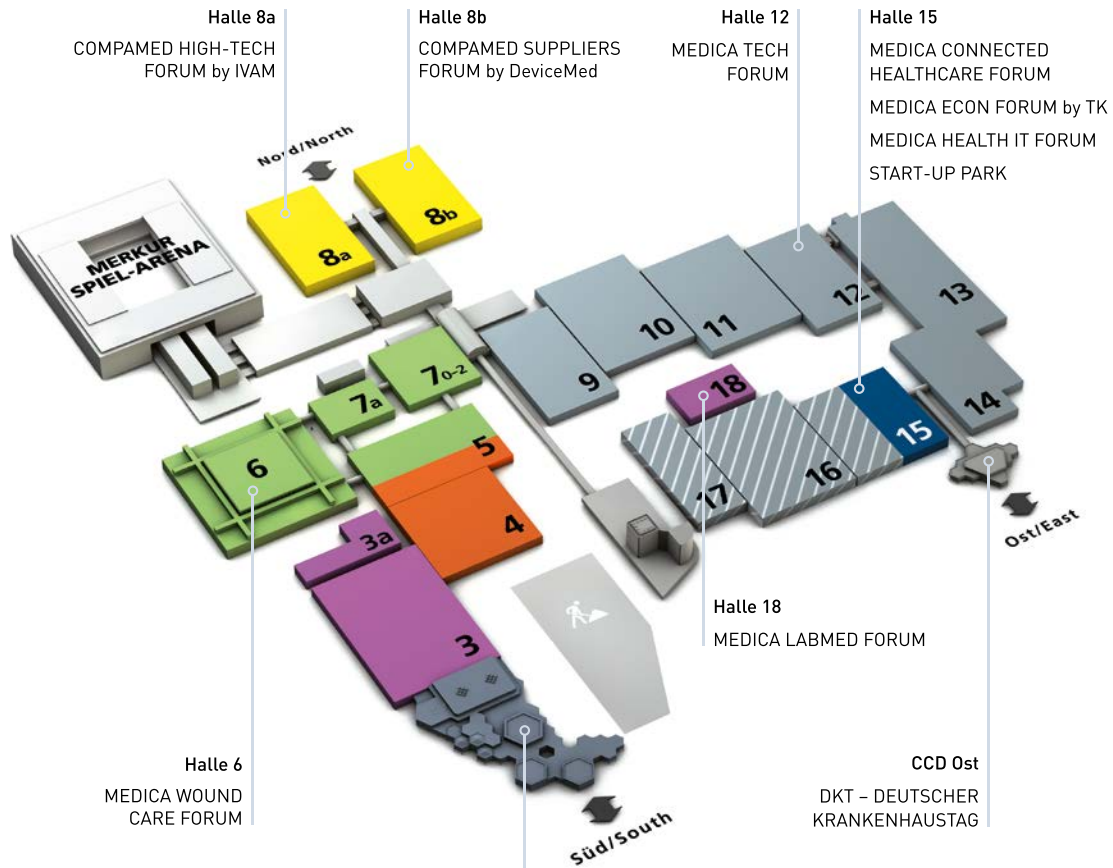 Halle 8a
COMPAMED HIGH-TECH
FORUM by IVAM
Halle 8b
COMPAMED SUPPLIERS
FORUM by DeviceMed
Halle 12
MEDICA TECH
FORUM
Halle 15
MEDICA CONNECTED
HEALTHCARE FORUM
MEDICA ECON FORUM by TK
MEDICA HEALTH IT FORUM
START-UP PARK
Nord/North
MERKUR
SPIEL-ARENA
8a
8b
9
10
11
12
13
14
15
16
17
18
7 0–2
7a
6
5
4
3a
3
Ost/East
Halle 18
MEDICA LABMED FORUM
Halle 6
MEDICA WOUND
CARE FORUM
CCD Ost
DKT – DEUTSCHER
KRANKENHAUSTAG
Süd/South